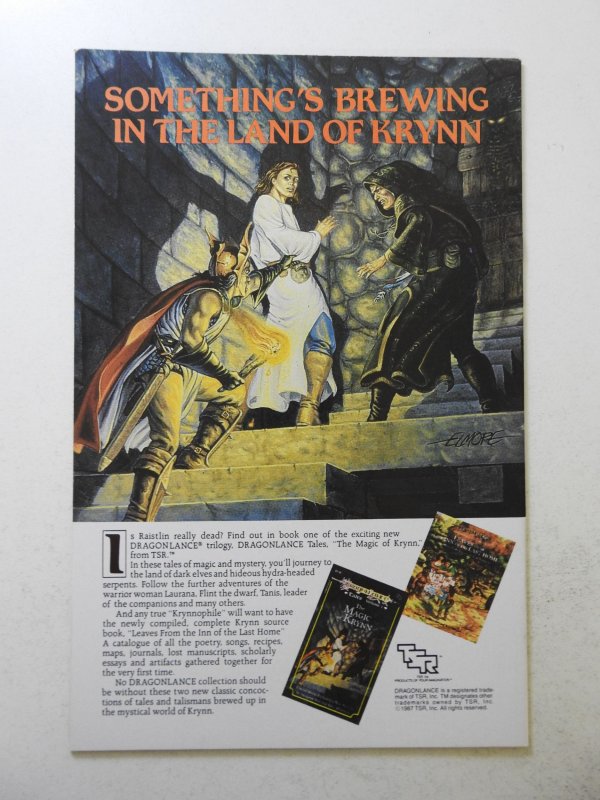 SOMETHING'S BREWING
IN THE LAND OF KRYNN
ELMORE
Is Raistlin really dead? Find out in book one of the exciting new
DRAGONLANCE® trilogy, DRAGONLANCE Tales, "The Magic of Krynn,"
from TSR.™
In these tales of magic and mystery, you'll journey to
the land of dark elves and hideous hydra-headed
serpents. Follow the further adventures of the
warrior woman Laurana, Flint the dwarf, Tanis, leader
of the companions and many others.
And any true "Krynnophile" will want to have
the newly compiled, complete Krynn source
book, "Leaves From the Inn of the Last Home"
A catalogue of all the poetry, songs, recipes,
maps, journals, lost manuscripts, scholarly
essays and artifacts gathered together for
the very first time.
No DRAGONLANCE collection should
be without these two new classic concoc-
tions of tales and talismans brewed up in
the mystical world of Krynn.
The
MAGIC
of
KRYNN
TSR
TSR, Inc.
PRODUCTS OF YOUR IMAGINATION™
DRAGONLANCE is a registered trade-
mark of TSR, Inc. TM designates other
trademarks owned by TSR, Inc.
©1987 TSR, Inc. All rights reserved.